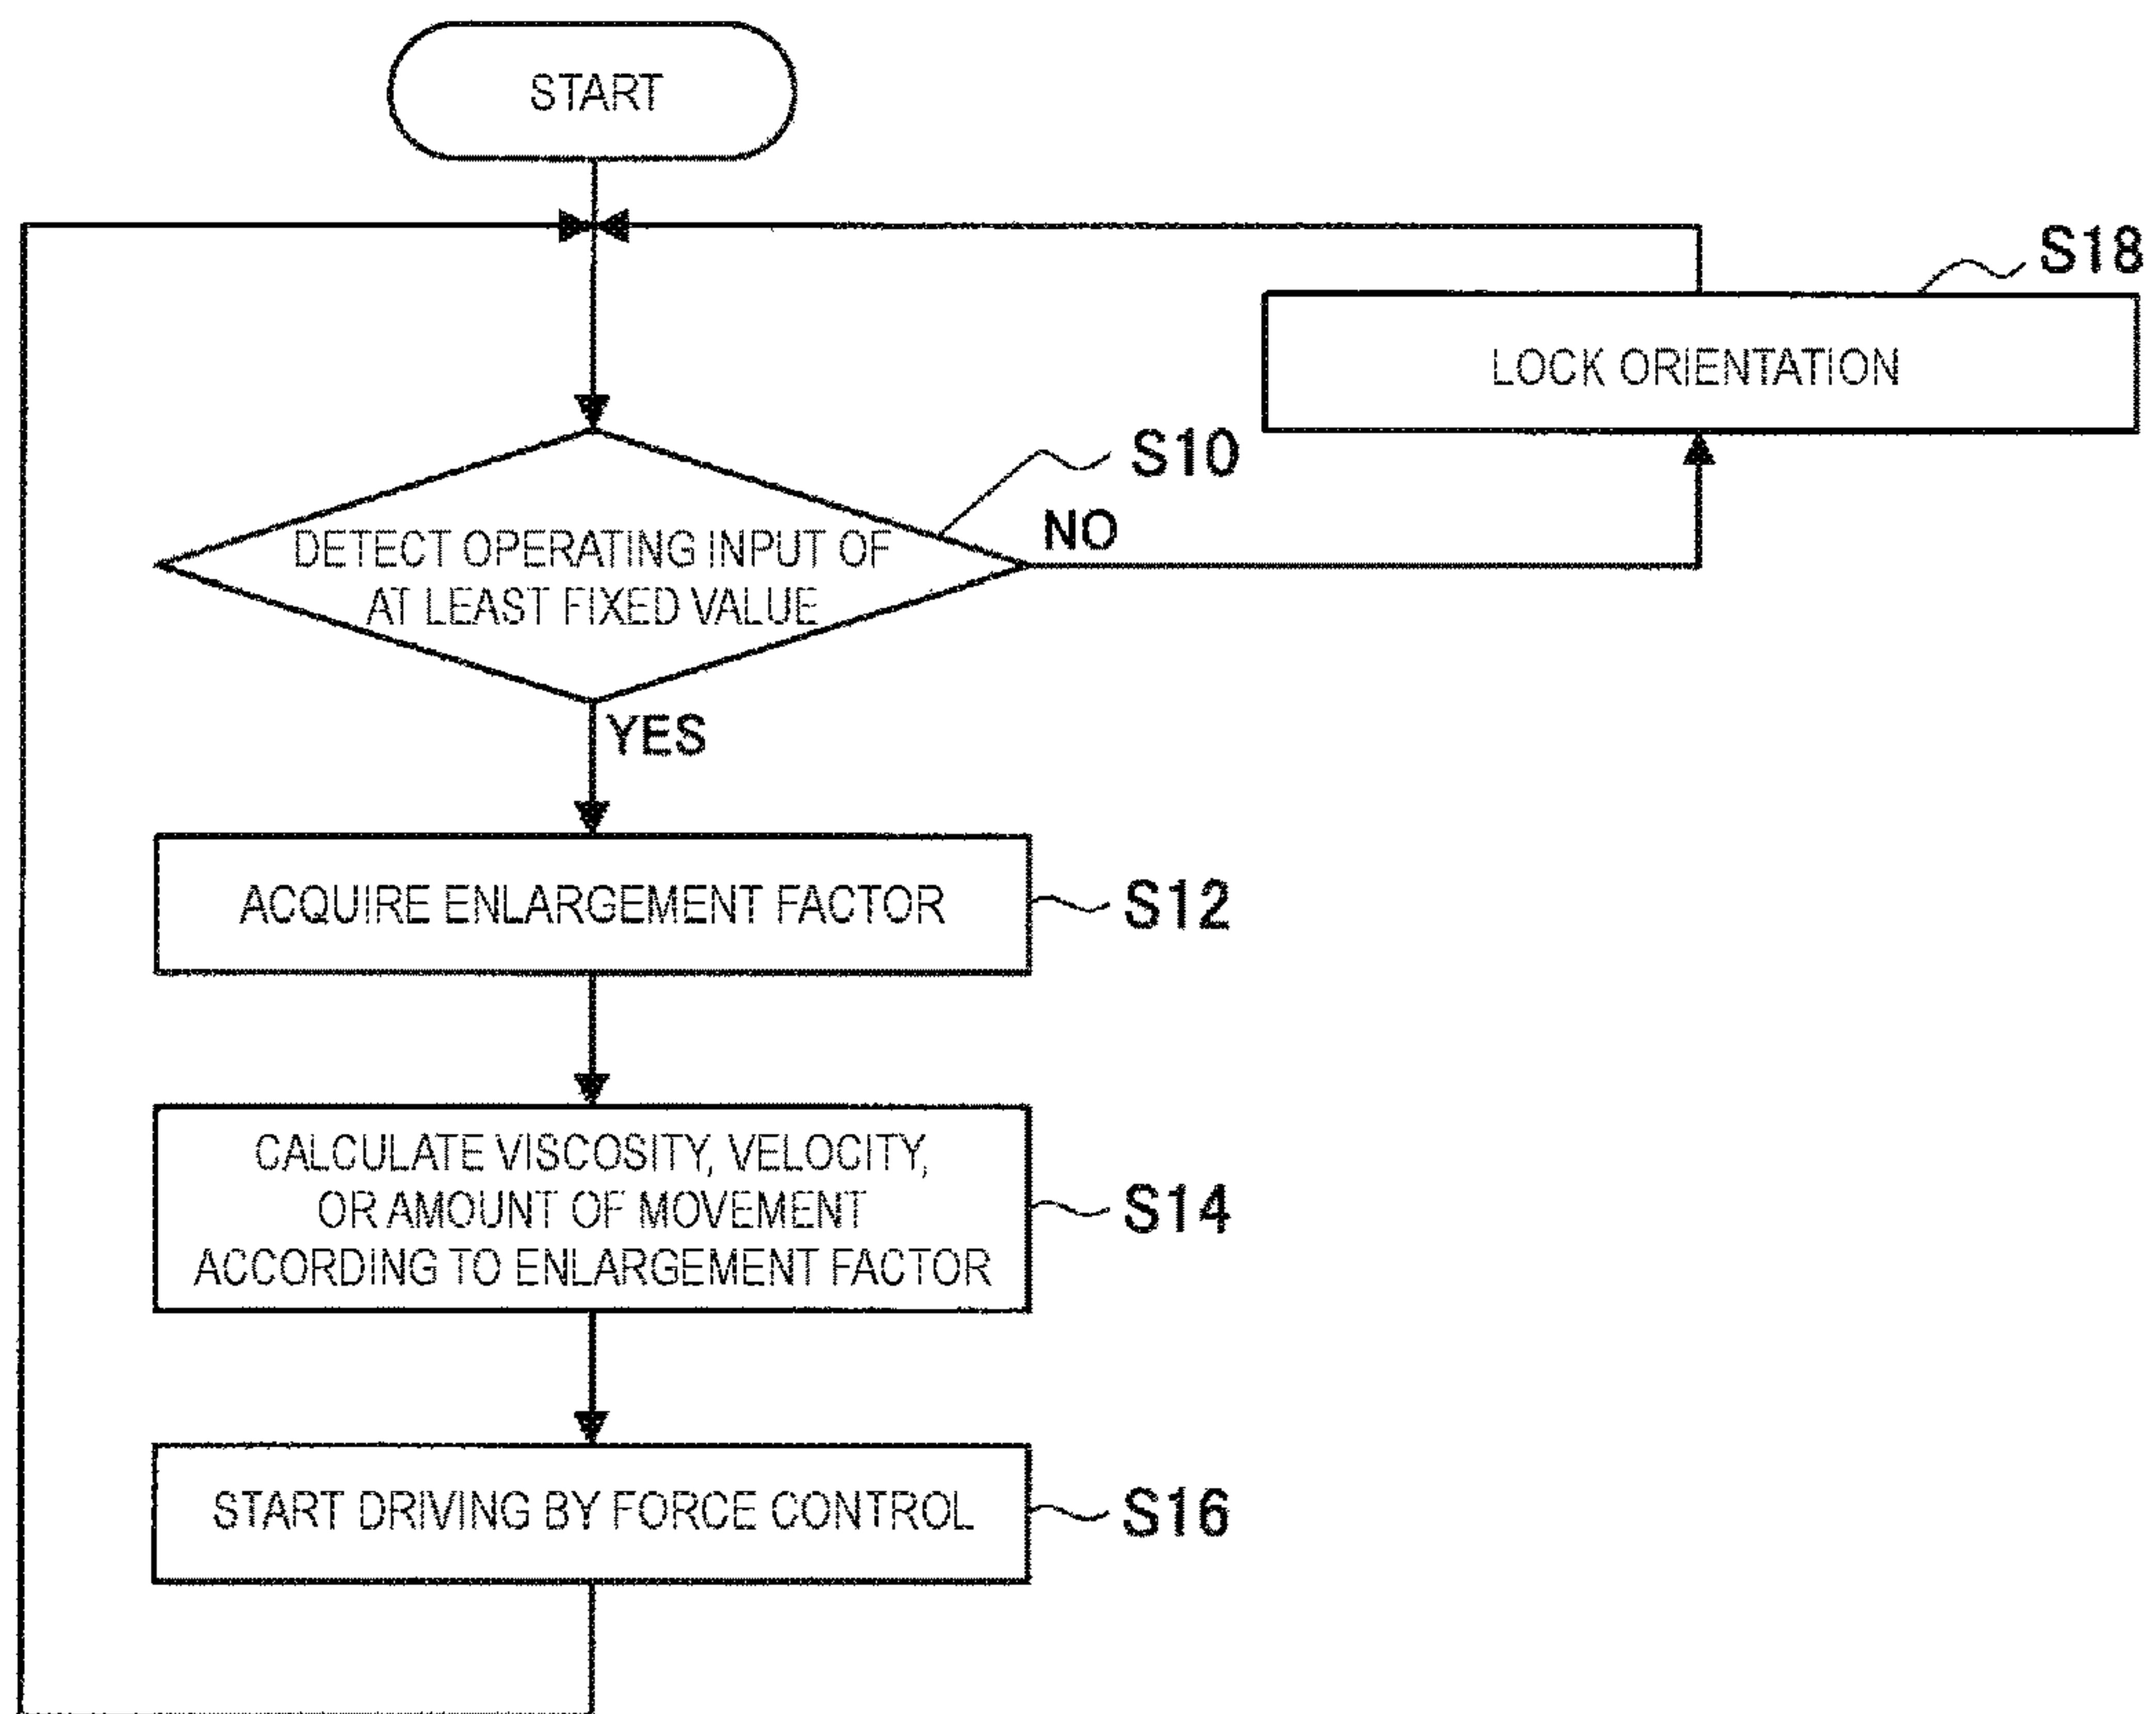 START
S18
LOCK ORIENTATION
S10
NO
DETECT OPERATING INPUT OF
AT LEAST FIXED VALUE
YES
ACQUIRE ENLARGEMENT FACTOR
S12
CALCULATE VISCOSITY, VELOCITY,
OR AMOUNT OF MOVEMENT
ACCORDING TO ENLARGEMENT FACTOR
S14
START DRIVING BY FORCE CONTROL
S16